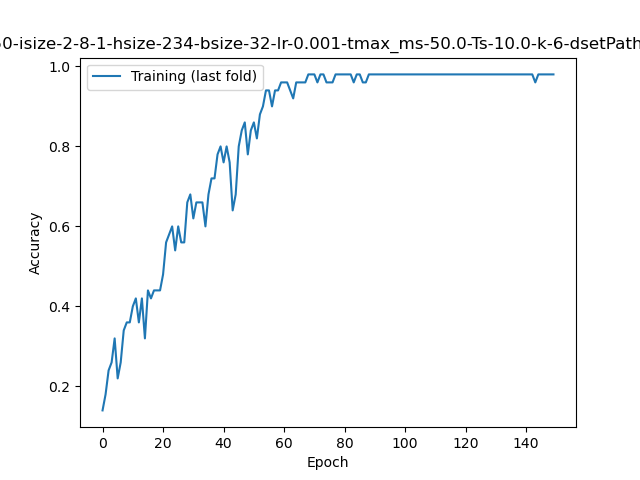 0-isize-2-8-1-hsize-234-bsize-32-lr-0.001-tmax_ms-50.0-Ts-10.0-k-6-dsetPath
Training (last fold)
1.0
0.8
0.6
0.4
0.2
Accuracy
0 20 40 60 80 100 120 140
Epoch